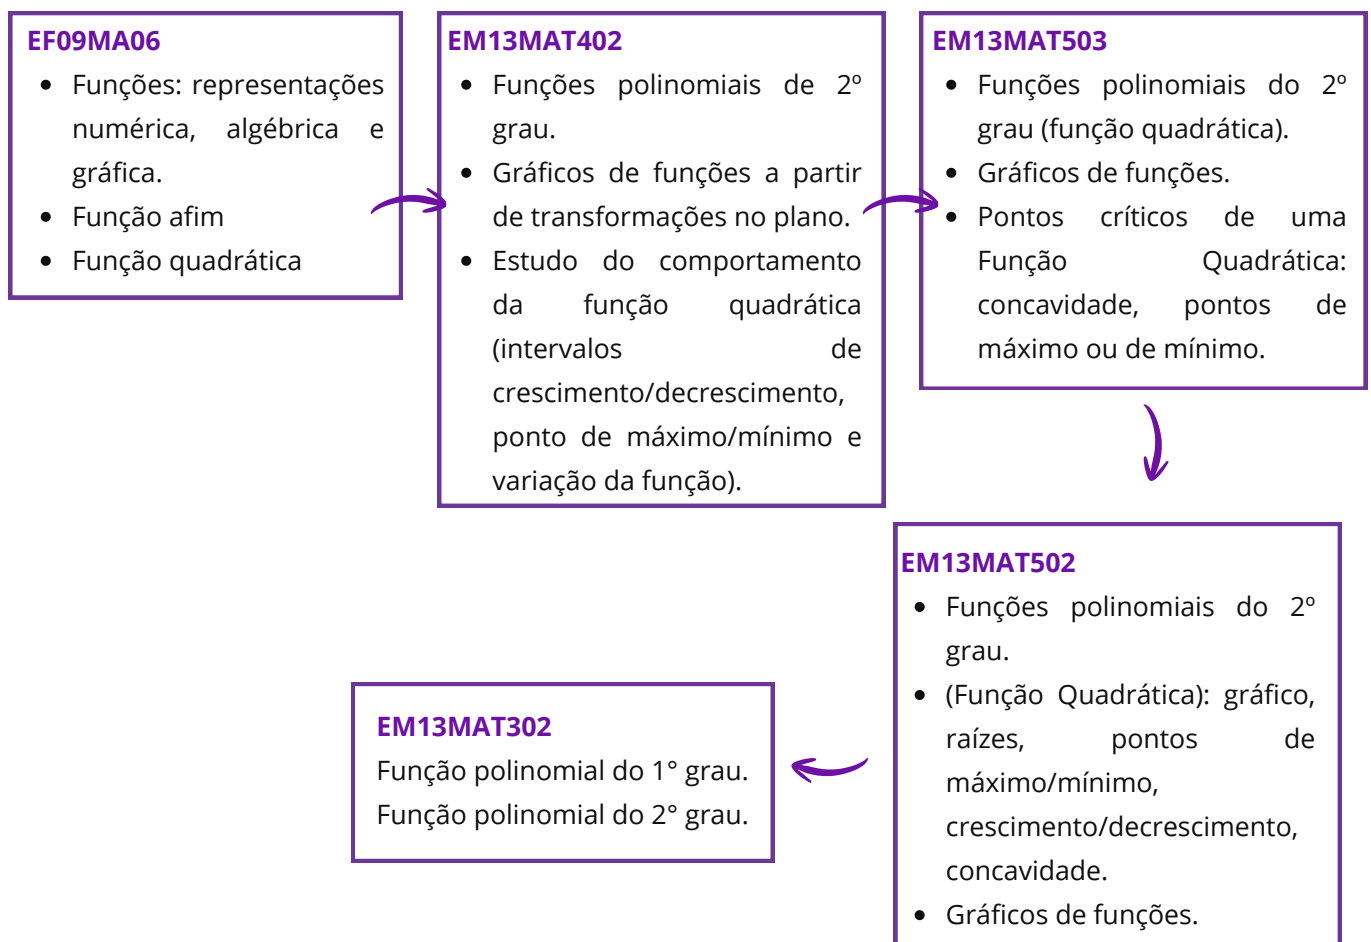 EF09MA06
• Funções: representações
numérica, algébrica e
gráfica.
• Função afim
• Função quadrática
EM13MAT402
• Funções polinomiais de 2º
grau.
• Gráficos de funções a partir
de transformações no plano.
• Estudo do comportamento
da função quadrática
(intervalos de
crescimento/decrescimento,
ponto de máximo/mínimo e
variação da função).
EM13MAT503
• Funções polinomiais do 2º
grau (função quadrática).
• Gráficos de funções.
• Pontos críticos de uma
Função Quadrática:
concavidade, pontos de
máximo ou de mínimo.
EM13MAT502
• Funções polinomiais do 2º
grau.
• (Função Quadrática): gráfico,
raízes, pontos de
máximo/mínimo,
crescimento/decrescimento,
concavidade.
• Gráficos de funções.
EM13MAT302
Função polinomial do 1° grau.
Função polinomial do 2° grau.